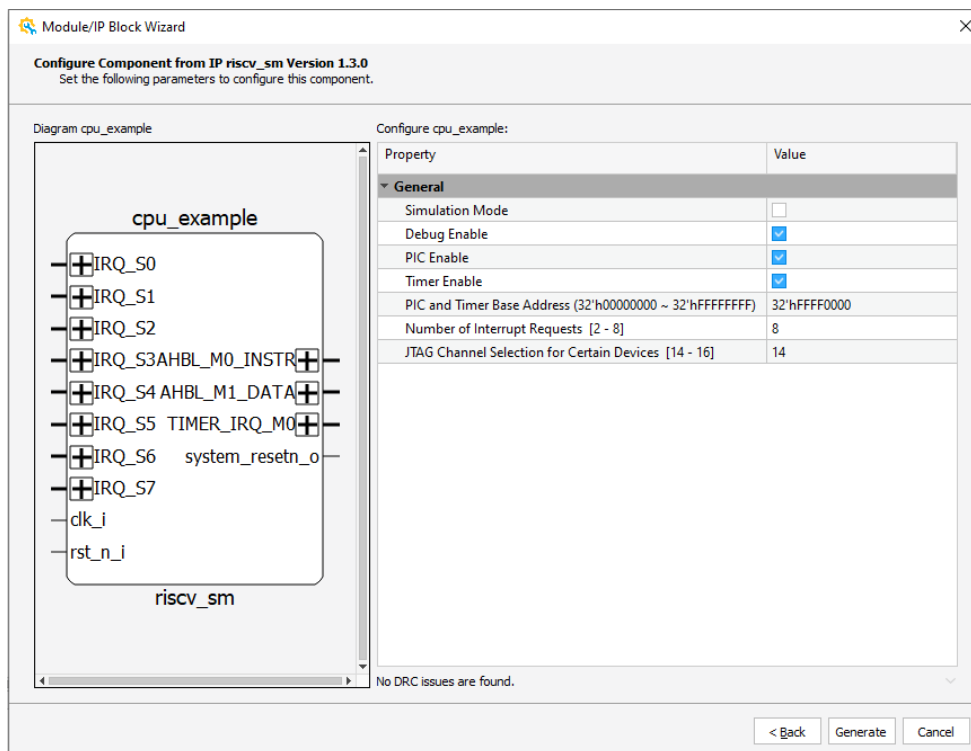 Module/IP Block Wizard
Configure Component from IP riscv_sm Version 1.3.0
Set the following parameters to configure this component.
Diagram cpu_example
cpu_example
IRQ_S0
IRQ_S1
IRQ_S2
IRQ_S3 AHBL_M0_INSTR
IRQ_S4 AHBL_M1_DATA
IRQ_S5 TIMER_IRQ_M0
IRQ_S6 system_resetn_o
IRQ_S7
clk_i
rst_n_i
riscv_sm
Configure cpu_example:
Property Value
General
Simulation Mode
Debug Enable
PIC Enable
Timer Enable
PIC and Timer Base Address (32'h00000000 ~ 32'hFFFFFFFF) 32'hFFFF0000
Number of Interrupt Requests [2 - 8] 8
JTAG Channel Selection for Certain Devices [14 - 16] 14
No DRC issues are found.
< Back Generate Cancel